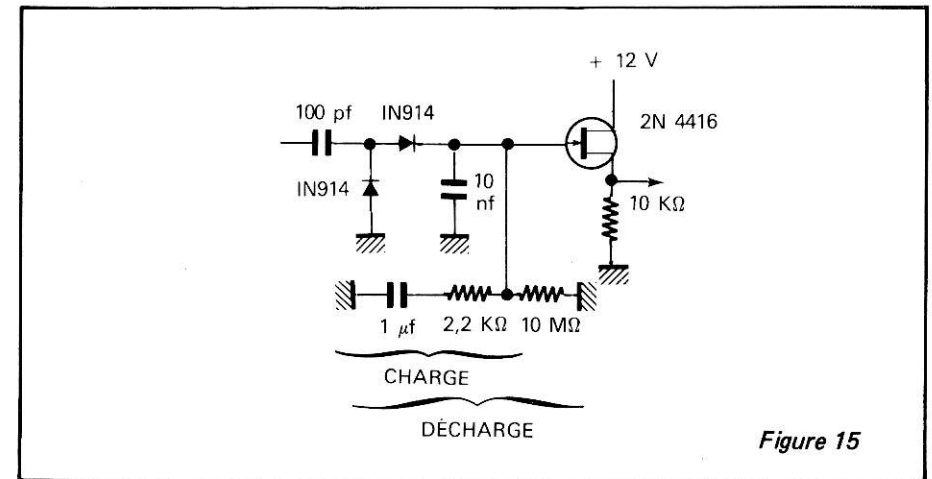 + 12 V
100 pf IN914
2N 4416
IN914
10
nf
10 KΩ
1 μf 2,2 KΩ 10 MΩ
CHARGE
DÉCHARGE
Figure 15